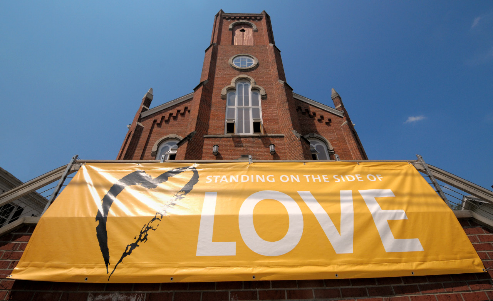 STANDING ON THE SIDE OF
LOVE